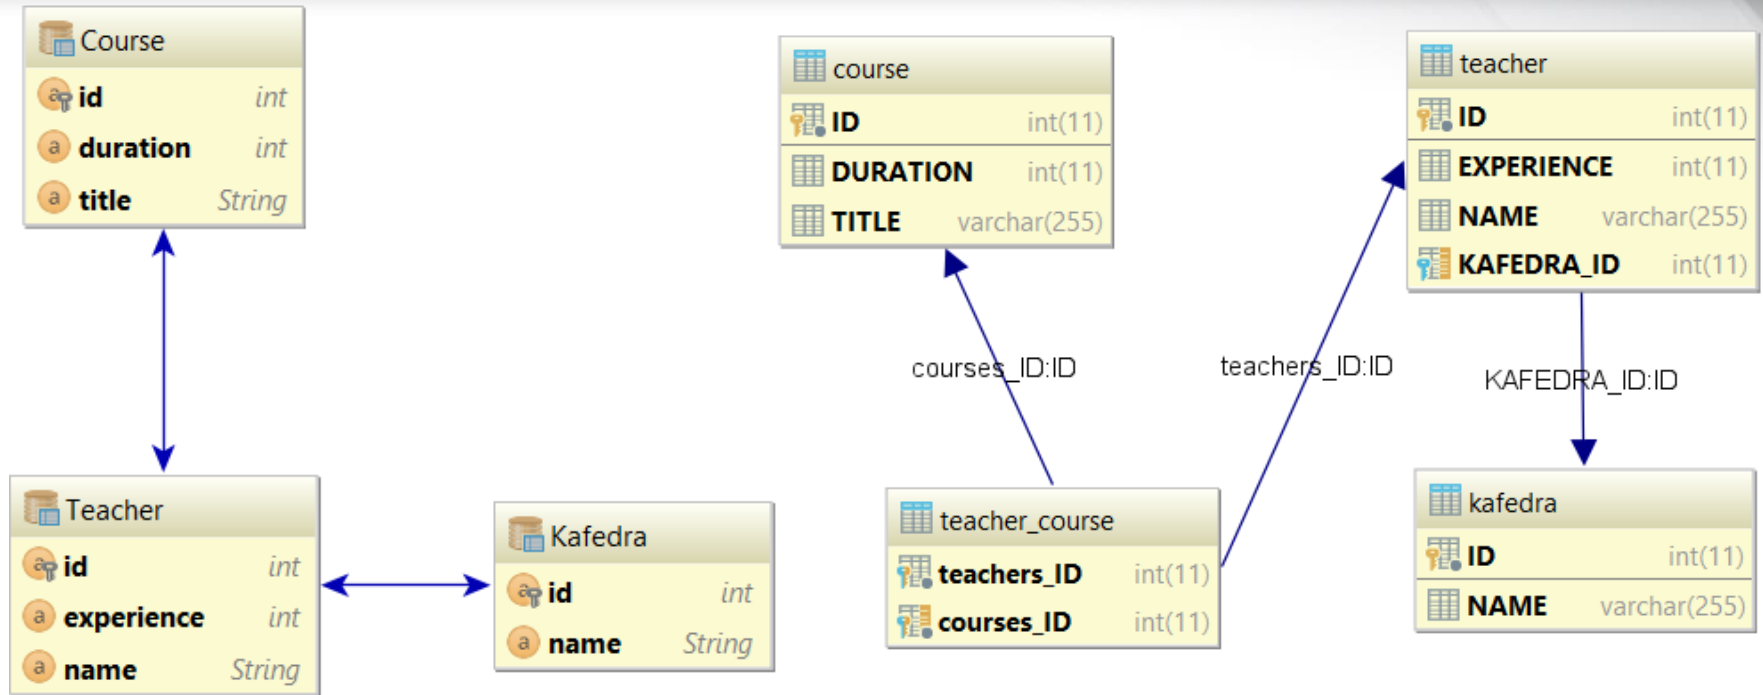 Course
id int
duration int
title String
Teacher
id int
experience int
name String
Kafedra
id int
name String
course
ID int(11)
DURATION int(11)
TITLE varchar(255)
courses_ID:ID
teachers_ID:ID
teacher_course
teachers_ID int(11)
courses_ID int(11)
teacher
ID int(11)
EXPERIENCE int(11)
NAME varchar(255)
KAFEDRA_ID int(11)
KAFEDRA_ID:ID
kafedra
ID int(11)
NAME varchar(255)